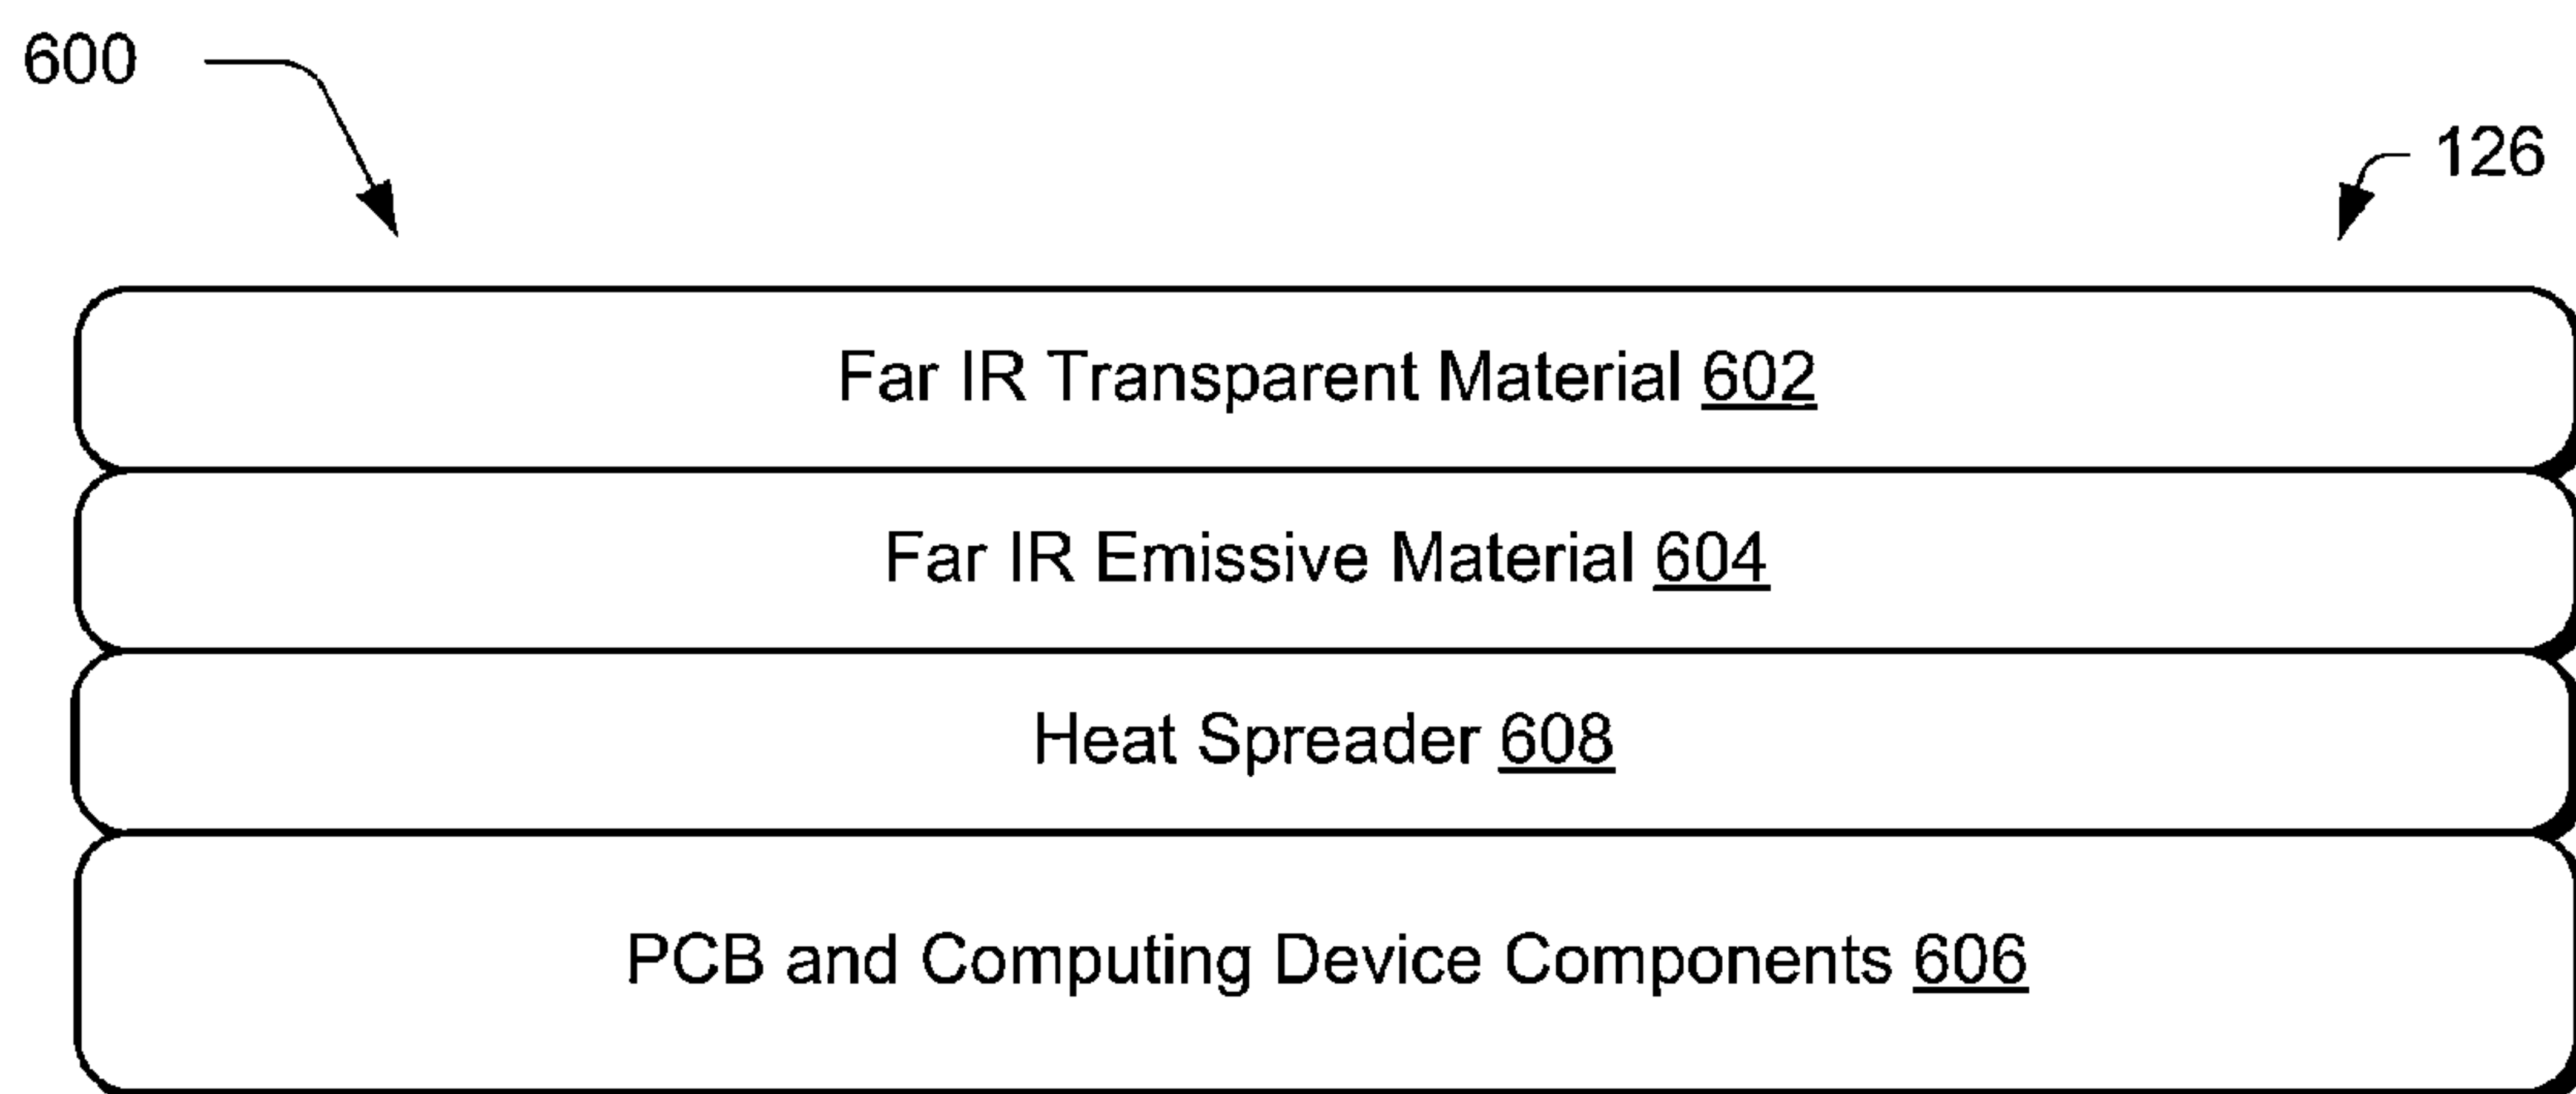 600
126
Far IR Transparent Material 602
Far IR Emissive Material 604
Heat Spreader 608
PCB and Computing Device Components 606